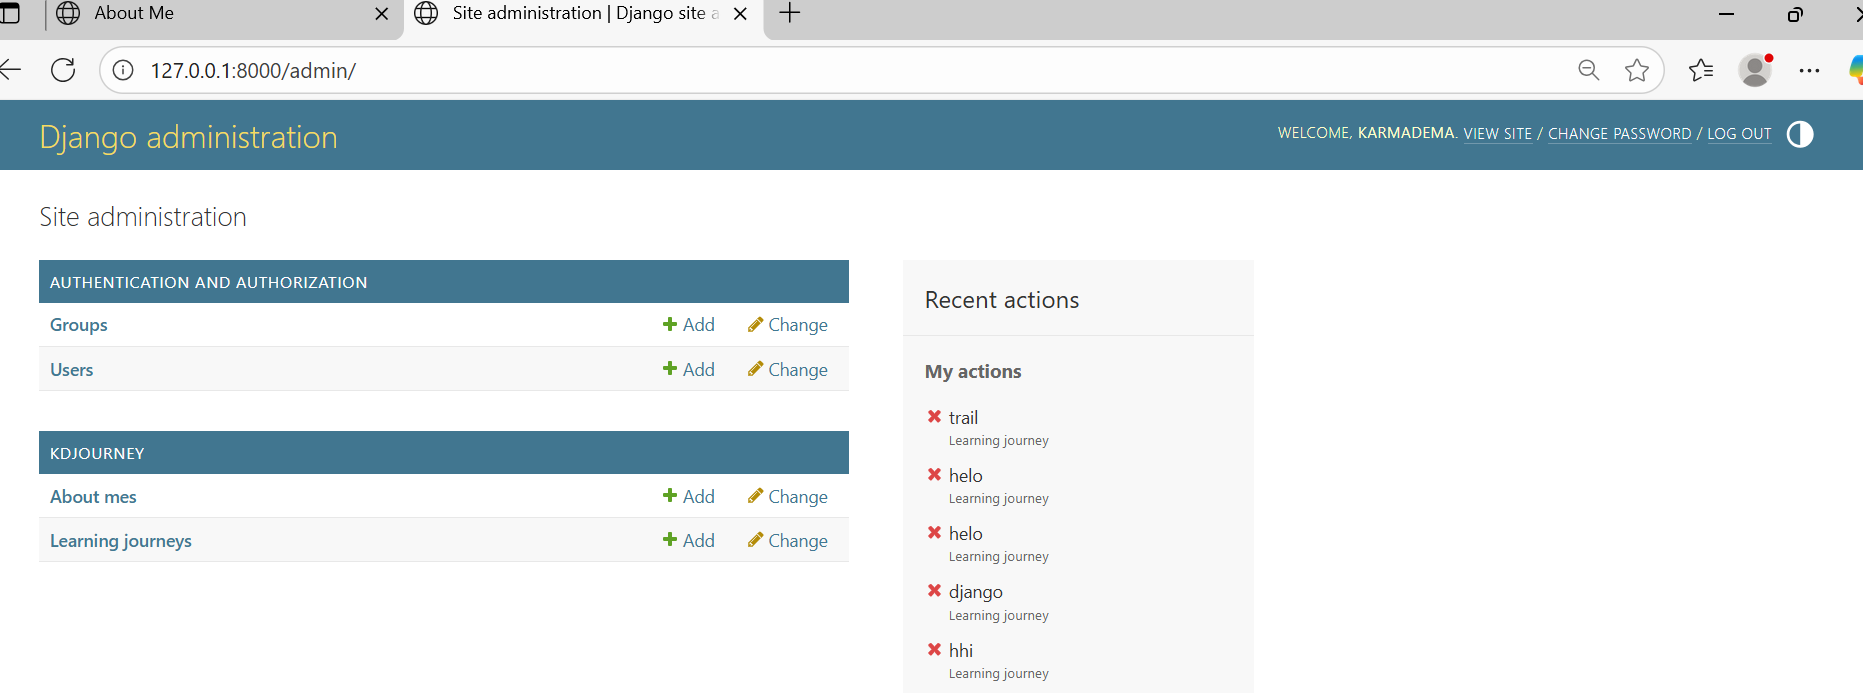 About Me
Site administration | Django site a
127.0.0.1:8000/admin/
Django administration
WELCOME, KARMADEMA. VIEW SITE / CHANGE PASSWORD / LOG OUT
Site administration
AUTHENTICATION AND AUTHORIZATION
Groups Add Change
Users Add Change
KDJOURNEY
About mes Add Change
Learning journeys Add Change
Recent actions
My actions
trail
Learning journey
helo
Learning journey
helo
Learning journey
django
Learning journey
hhi
Learning journey